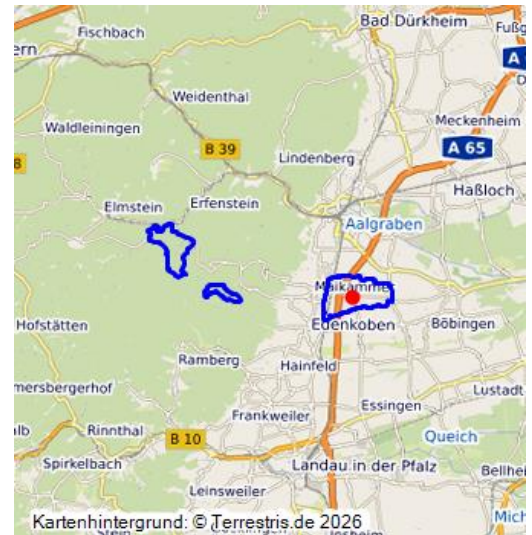 Fischbach
Bad Dürkheim
Fußg
ern
A
D
Weidenthal
Meckenheim
Waldleiningen
B 39
A 65
8
Lindenberg
Haßloch
Elmstein
Erfenstein
Aalgraben
Maikammer
Hofstätten
Edenkoben
Böbingen
Ramberg
Hainfeld
mersbergerhof
Lustadt
Essingen
Frankweiler
alb
Rinnthal
Queich
B 10
Spirkelbach
Landau in der Pfalz
Bellhei
Leinsweiler
Mich
Kartenhintergrund: © Terrestris.de 2026